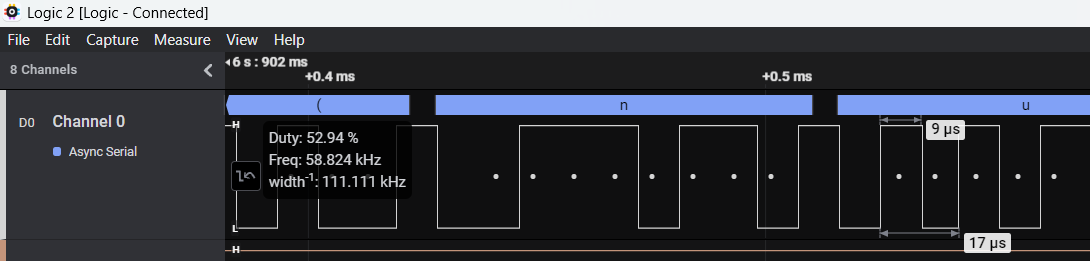 Logic 2 [Logic - Connected]
File Edit Capture Measure View Help
8 Channels
6 s : 902 ms
+0.4 ms +0.5 ms
( n u
D0 Channel 0
Async Serial
H
Duty: 52.94 %
Freq: 58.824 kHz
width-1: 111.111 kHz
9 µs
L
17 µs
H